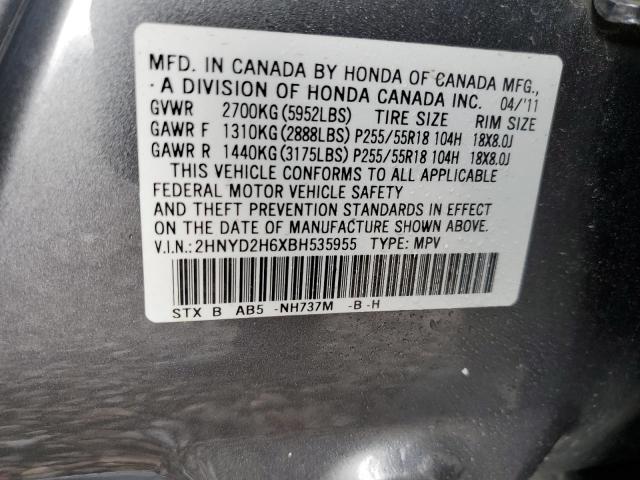 MFD. IN CANADA BY HONDA OF CANADA MFG.,
A DIVISION OF HONDA CANADA INC. 04/'11
GVWR 2700KG(5952LBS) TIRE SIZE RIM SIZE
GAWR F 1310KG(2888LBS) P255/55R18 104H 18X8.0J
GAWR R 1440KG(3175LBS) P255/55R18 104H 18X8.0J
THIS VEHICLE CONFORMS TO ALL APPLICABLE
FEDERAL MOTOR VEHICLE SAFETY
AND THEFT PREVENTION STANDARDS IN EFFECT
ON THE DATE OF MANUFACTURE SHOWN ABOVE.
V.I.N.: 2HNYD2H6XBH535955 TYPE: MPV
STX B AB5 -NH737M -B -H